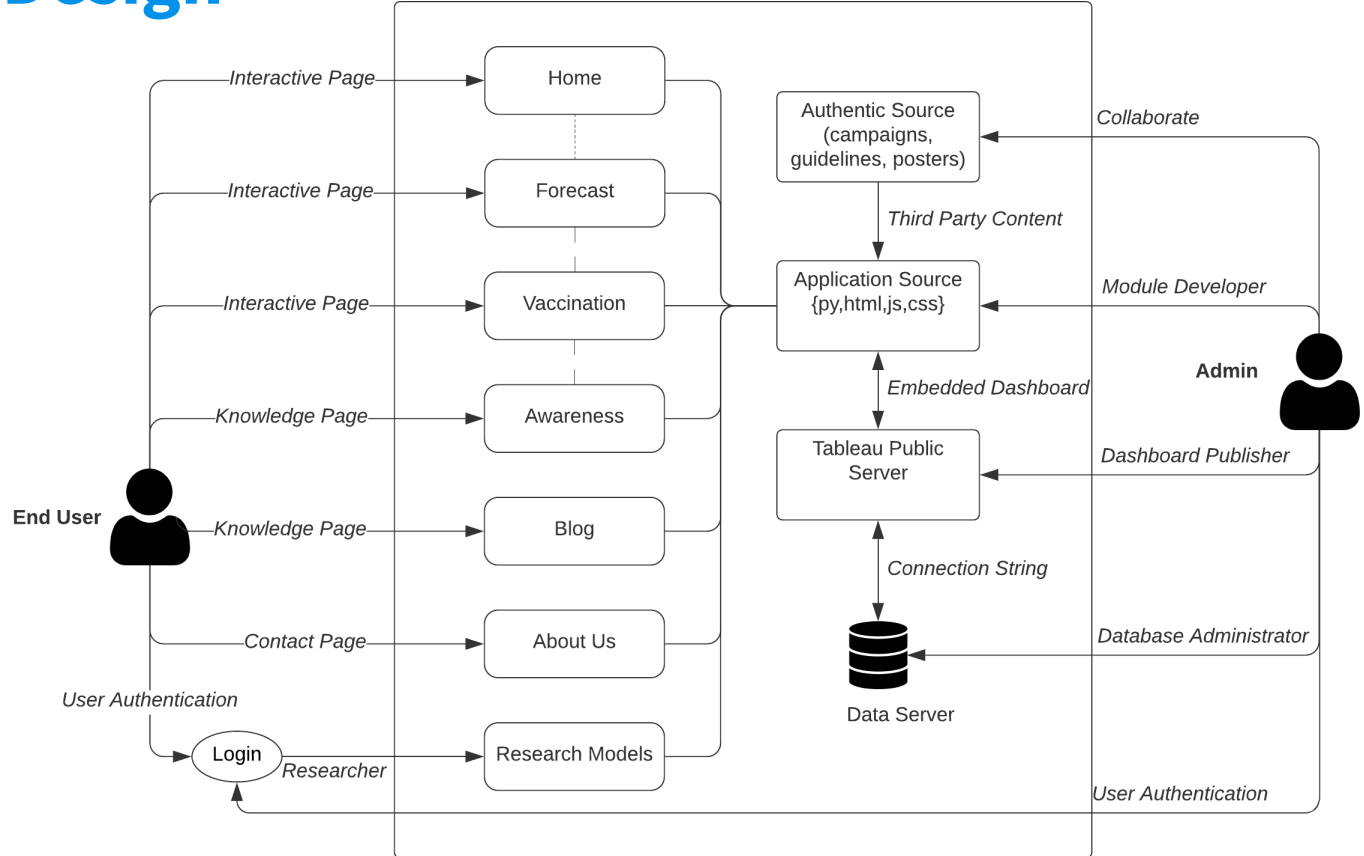 Design
Interactive Page
Home
Authentic Source
(campaigns,
guidelines, posters)
Collaborate
Interactive Page
Forecast
Third Party Content
Interactive Page
Vaccination
Application Source
{py,html,js,css}
Module Developer
Admin
Embedded Dashboard
Knowledge Page
Awareness
Tableau Public
Server
Dashboard Publisher
End User
Knowledge Page
Blog
Connection String
Contact Page
About Us
Database Administrator
User Authentication
Data Server
Login
Researcher
Research Models
User Authentication